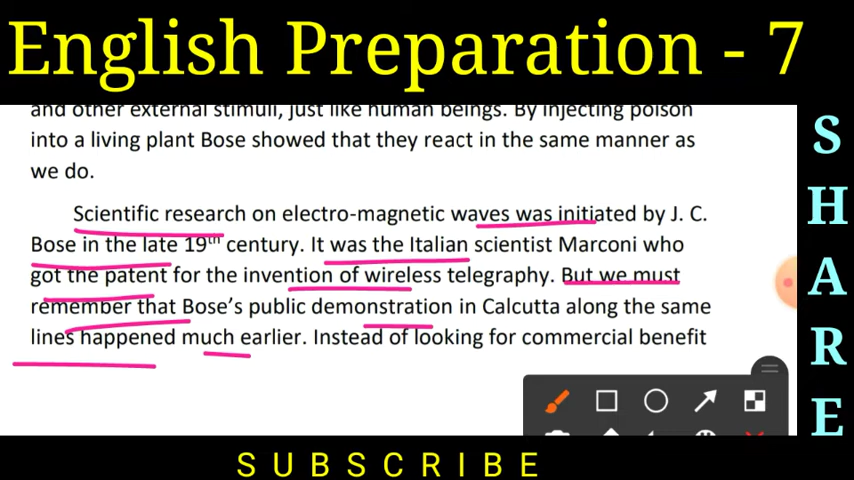 English Preparation - 7
and other external stimuli, just like human beings. By injecting poison
into a living plant Bose showed that they react in the same manner as
we do.
Scientific research on electro-magnetic waves was initiated by J. C.
Bose in the late 19th century. It was the Italian scientist Marconi who
got the patent for the invention of wireless telegraphy. But we must
remember that Bose's public demonstration in Calcutta along the same
lines happened much earlier. Instead of looking for commercial benefit
SHARE
SUBSCRIBE